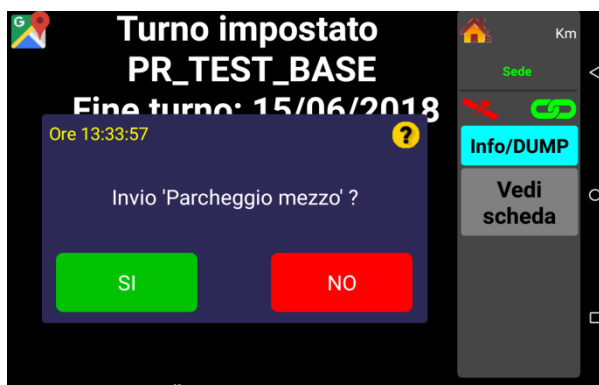 G
Turno impostato
PR_TEST_BASE
Fine turno: 15/06/2018
Ore 13:33:57
?
Invio 'Parcheggio mezzo' ?
SI
NO
Km
Sede
Info/DUMP
Vedi
scheda